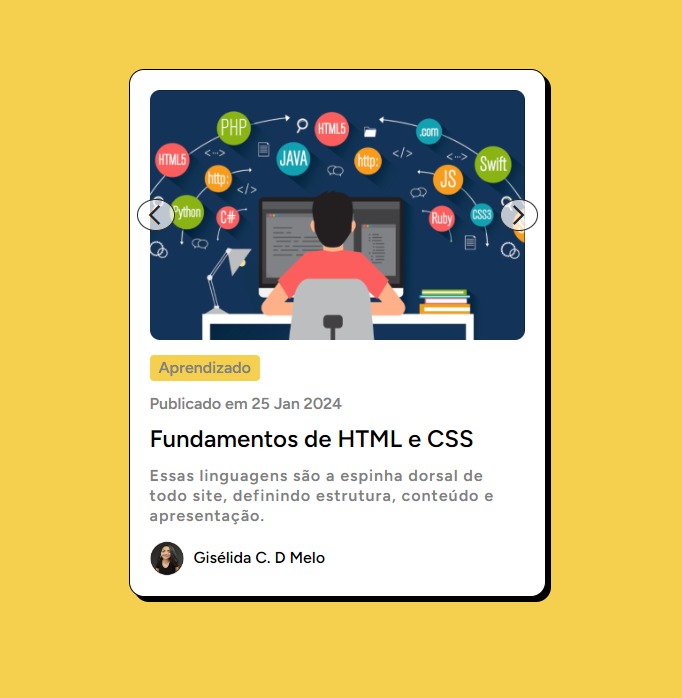 PHP
HTML5
.com
HTML5
JAVA
http:
Swift
http:
JS
Python
C#
Ruby
CSS3
Aprendizado
Publicado em 25 Jan 2024
Fundamentos de HTML e CSS
Essas linguagens são a espinha dorsal de
todo site, definindo estrutura, conteúdo e
apresentação.
Gisélida C. D Melo